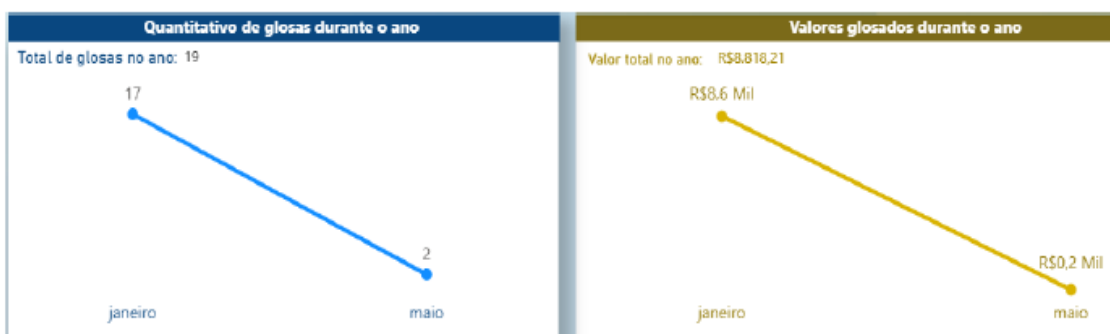 Quantitativo de glosas durante o ano
Total de glosas no ano: 19
17
2
janeiro
maio
Valores glosados durante o ano
Valor total no ano: R$8.818,21
R$8,6 Mil
R$0,2 Mil
janeiro
maio